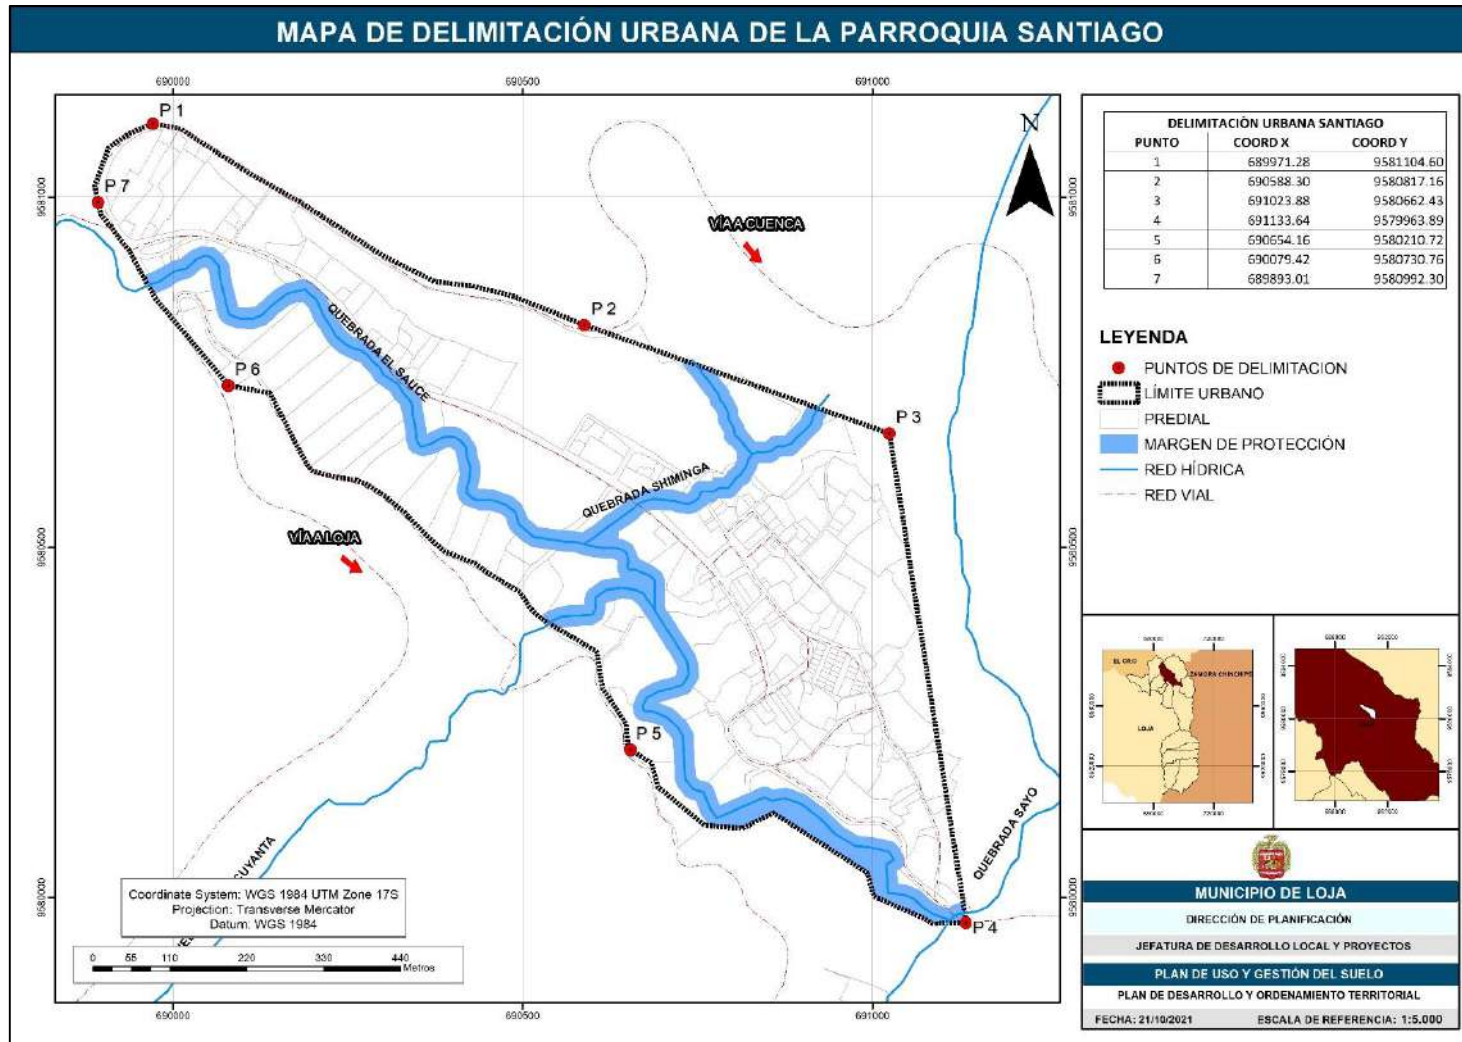 MAPA DE DELIMITACIÓN URBANA DE LA PARROQUIA SANTIAGO
690000 690500 691000
P 1
N
P 7
9581000 9581000
VÍA A CUENCA
P 2
QUEBRADA EL SAUCE
P 6
P 3
QUEBRADA SHIMINGA
VÍA A LOJA
9580500 9580500
P 5
QUEBRADA SAYO
9580000 9580000
P 4
Coordinate System: WGS 1984 UTM Zone 17S
Projection: Transverse Mercator
Datum: WGS 1984
0 55 110 220 330 440
Metros
690000 690500 691000
DELIMITACIÓN URBANA SANTIAGO
PUNTO COORD X COORD Y
1 689971.28 9581104.60
2 690588.30 9580817.16
3 691023.88 9580662.43
4 691133.64 9579963.89
5 690654.16 9580210.72
6 690079.42 9580730.76
7 689893.01 9580992.30
LEYENDA
PUNTOS DE DELIMITACION
LÍMITE URBANO
PREDIAL
MARGEN DE PROTECCIÓN
RED HÍDRICA
RED VIAL
EL ORO
ZAMORA CHINCHIPE
LOJA
MUNICIPIO DE LOJA
DIRECCIÓN DE PLANIFICACIÓN
JEFATURA DE DESARROLLO LOCAL Y PROYECTOS
PLAN DE USO Y GESTIÓN DEL SUELO
PLAN DE DESARROLLO Y ORDENAMIENTO TERRITORIAL
FECHA: 21/10/2021 ESCALA DE REFERENCIA: 1:5.000